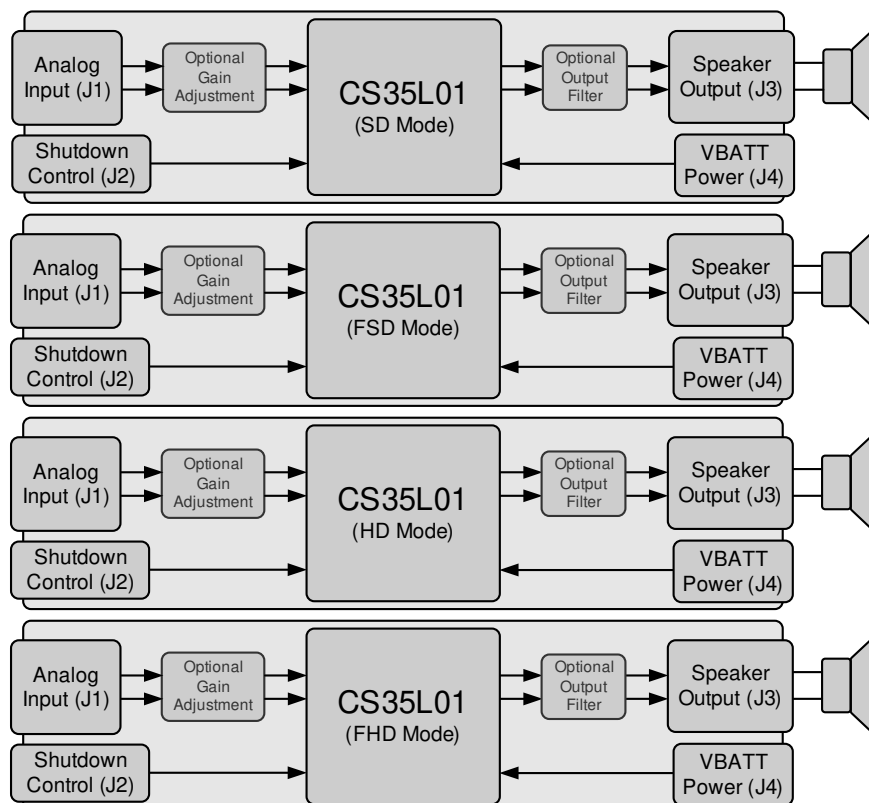 Analog
Input (J1)
Optional
Gain
Adjustment
CS35L01
(SD Mode)
Optional
Output
Filter
Speaker
Output (J3)
Shutdown
Control (J2)
VBATT
Power (J4)
Analog
Input (J1)
Optional
Gain
Adjustment
CS35L01
(FSD Mode)
Optional
Output
Filter
Speaker
Output (J3)
Shutdown
Control (J2)
VBATT
Power (J4)
Analog
Input (J1)
Optional
Gain
Adjustment
CS35L01
(HD Mode)
Optional
Output
Filter
Speaker
Output (J3)
Shutdown
Control (J2)
VBATT
Power (J4)
Analog
Input (J1)
Optional
Gain
Adjustment
CS35L01
(FHD Mode)
Optional
Output
Filter
Speaker
Output (J3)
Shutdown
Control (J2)
VBATT
Power (J4)